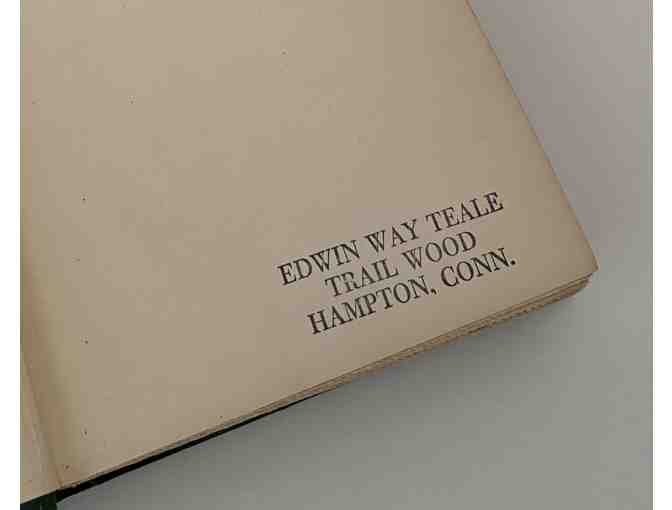 EDWIN WAY TEALE
TRAIL WOOD
HAMPTON, CONN.